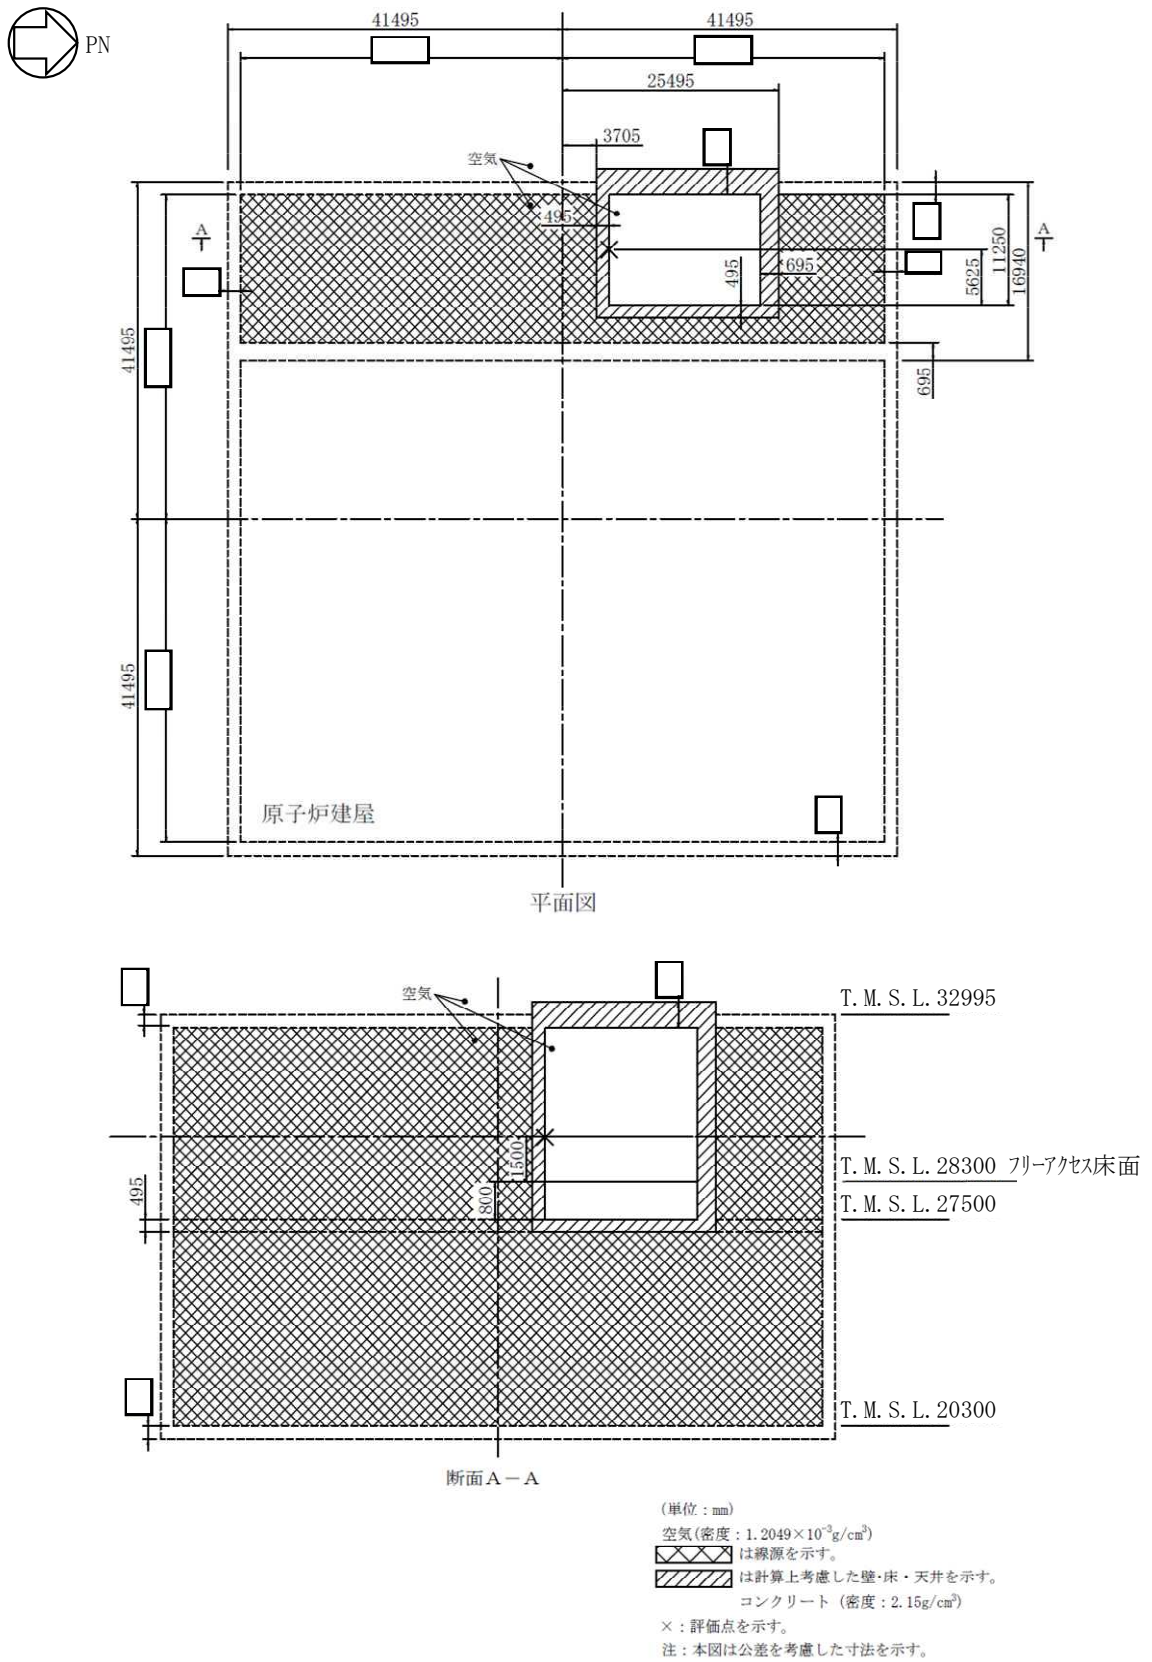 PN
41495
41495
25495
3705
空気
495
A
A
495
695
5625
11250
16940
695
41495
41495
原子炉建屋
平面図
空気
T.M.S.L.32995
1500
T.M.S.L.28300 フリーアクセス床面
800
T.M.S.L.27500
495
T.M.S.L.20300
断面A-A
(単位:mm)
空気(密度:1.2049×10⁻³g/cm³)
は線源を示す。
は計算上考慮した壁・床・天井を示す。
コンクリート (密度:2.15g/cm³)
×:評価点を示す。
注:本図は公差を考慮した寸法を示す。